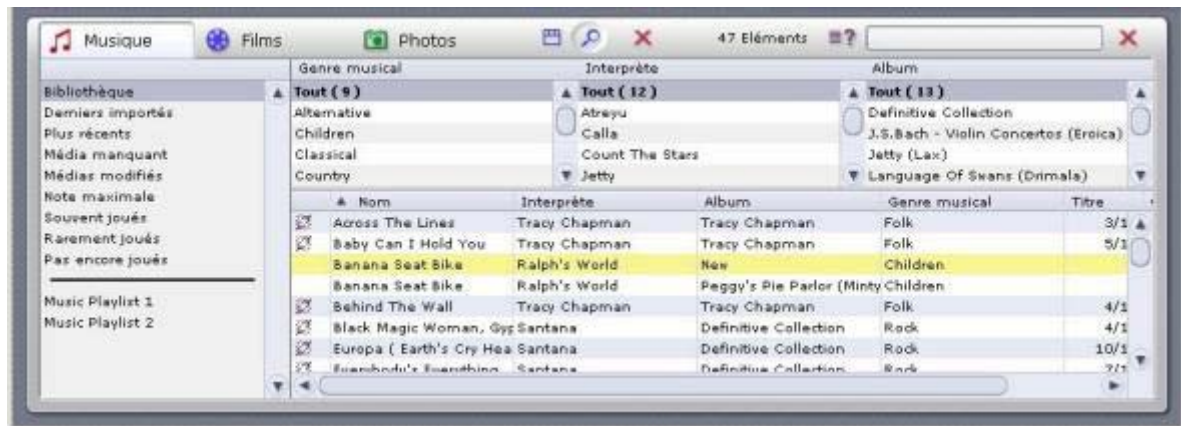 Musique Films Photos 47 Eléments ?
Genre musical Interprète Album
Bibliothèque Tout ( 9 ) Tout ( 12 ) Tout ( 13 )
Derniers importés Alternative Atreyu Definitive Collection
Plus récents Children Calla J.S.Bach - Violin Concertos (Eroica)
Média manquant Classical Count The Stars Jetty (Lax)
Médias modifiés Country Jetty Language Of Swans (Drimala)
Note maximale Nom Interprète Album Genre musical Titre
Souvent joués Across The Lines Tracy Chapman Tracy Chapman Folk 3/1
Rarement joués Baby Can I Hold You Tracy Chapman Tracy Chapman Folk 5/1
Pas encore joués Banana Seat Bike Ralph's World New Children
Banana Seat Bike Ralph's World Peggy's Pie Parlor (Minty Children
Music Playlist 1 Behind The Wall Tracy Chapman Tracy Chapman Folk 4/1
Music Playlist 2 Black Magic Woman, Gyp Santana Definitive Collection Rock 4/1
Europa ( Earth's Cry Hea Santana Definitive Collection Rock 10/1
Everybody's Everything Santana Definitive Collection Rock